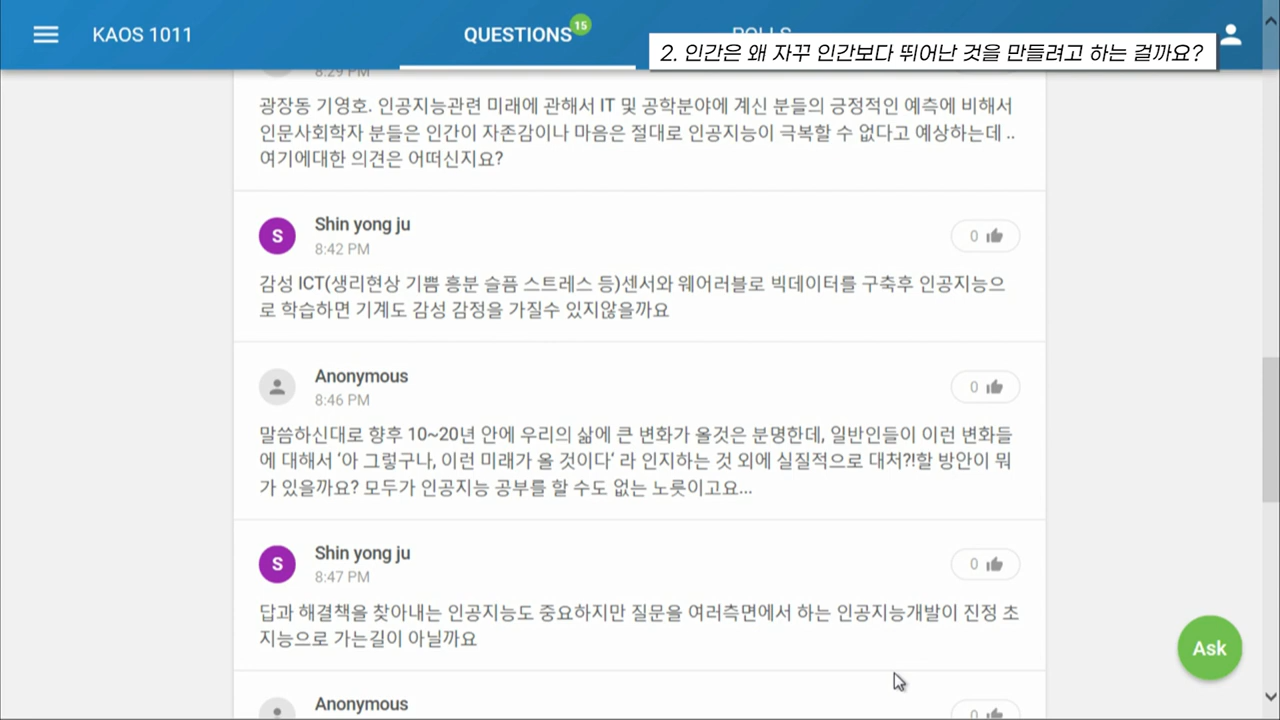 KAOS 1011
QUESTIONS
15
POLLS
2. 인간은 왜 자꾸 인간보다 뛰어난 것을 만들려고 하는 걸까요?
8:29 PM
광장동 기영호. 인공지능관련 미래에 관해서 IT 및 공학분야에 계신 분들의 긍정적인 예측에 비해서
인문사회학자 분들은 인간이 자존감이나 마음은 절대로 인공지능이 극복할 수 없다고 예상하는데 ..
여기에대한 의견은 어떠신지요?
S
Shin yong ju
8:42 PM
0
감성 ICT(생리현상 기쁨 흥분 슬픔 스트레스 등)센서와 웨어러블로 빅데이터를 구축후 인공지능으
로 학습하면 기계도 감성 감정을 가질수 있지않을까요
Anonymous
8:46 PM
0
말씀하신대로 향후 10~20년 안에 우리의 삶에 큰 변화가 올것은 분명한데, 일반인들이 이런 변화들
에 대해서 ‘아 그렇구나, 이런 미래가 올 것이다‘ 라 인지하는 것 외에 실질적으로 대처?!할 방안이 뭐
가 있을까요? 모두가 인공지능 공부를 할 수도 없는 노릇이고요...
S
Shin yong ju
8:47 PM
0
답과 해결책을 찾아내는 인공지능도 중요하지만 질문을 여러측면에서 하는 인공지능개발이 진정 초
지능으로 가는길이 아닐까요
Ask
Anonymous
0